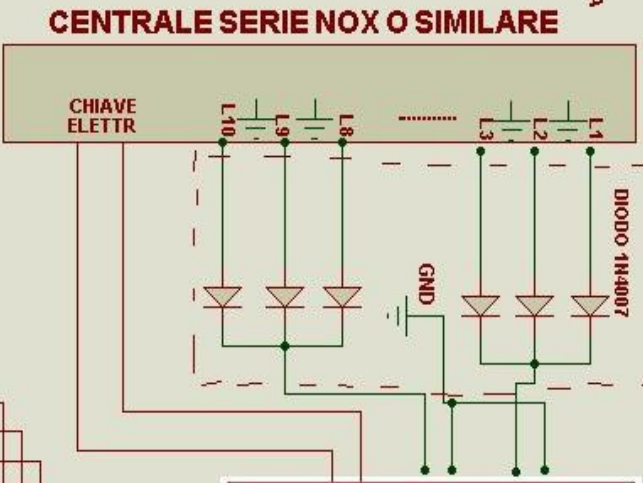 CENTRALE SERIE NOX O SIMILARE
CHIAVE
ELETTR
L10
L9
L8
L3
L2
L1
DIODO 1N4007
GND